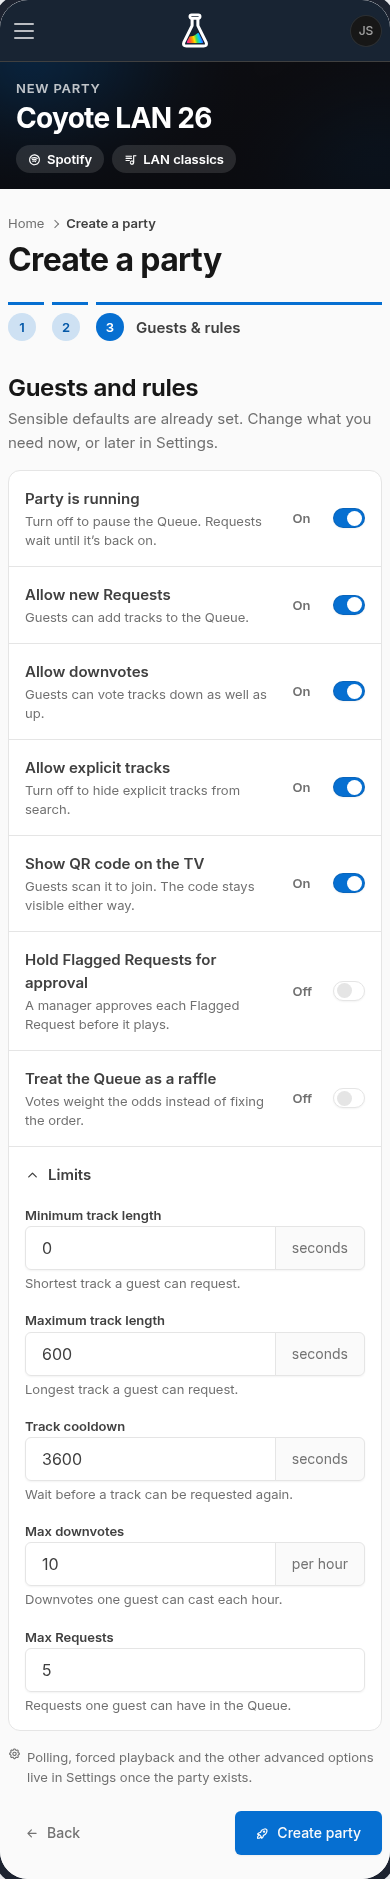 JS
NEW PARTY
Coyote LAN 26
Spotify
LAN classics
Home
Create a party
Create a party
1
2
3
Guests & rules
Guests and rules
Sensible defaults are already set. Change what you
need now, or later in Settings.
Party is running
Turn off to pause the Queue. Requests
wait until it’s back on.
On
Allow new Requests
Guests can add tracks to the Queue.
On
Allow downvotes
Guests can vote tracks down as well as
up.
On
Allow explicit tracks
Turn off to hide explicit tracks from
search.
On
Show QR code on the TV
Guests scan it to join. The code stays
visible either way.
On
Hold Flagged Requests for
approval
A manager approves each Flagged
Request before it plays.
Off
Treat the Queue as a raffle
Votes weight the odds instead of fixing
the order.
Off
Limits
Minimum track length
0
seconds
Shortest track a guest can request.
Maximum track length
600
seconds
Longest track a guest can request.
Track cooldown
3600
seconds
Wait before a track can be requested again.
Max downvotes
10
per hour
Downvotes one guest can cast each hour.
Max Requests
5
Requests one guest can have in the Queue.
Polling, forced playback and the other advanced options
live in Settings once the party exists.
Back
Create party